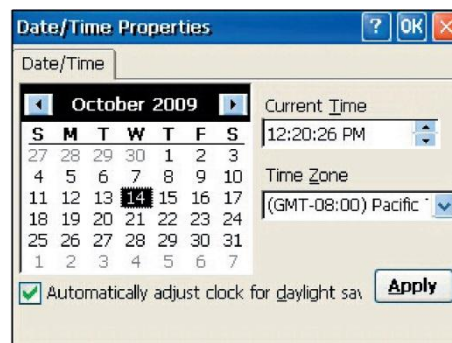 Date/Time Properties ? OK
Date/Time
October 2009
S M T W T F S
27 28 29 30 1 2 3
4 5 6 7 8 9 10
11 12 13 14 15 16 17
18 19 20 21 22 23 24
25 26 27 28 29 30 31
1 2 3 4 5 6 7
Current Time
12:20:26 PM
Time Zone
(GMT-08:00) Pacific
Automatically adjust clock for daylight
Apply